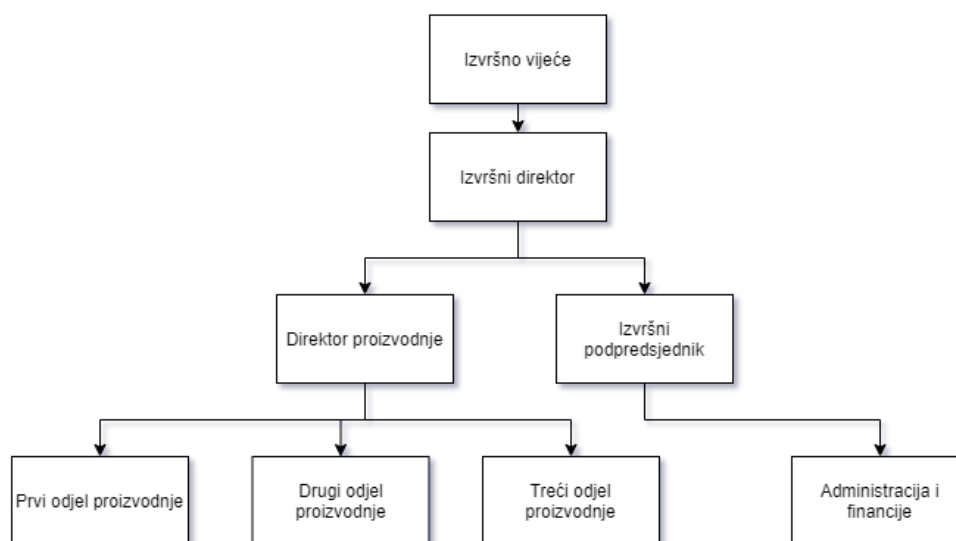 Izvršno vijeće
Izvršni direktor
Direktor proizvodnje
Izvršni
podpredsjednik
Prvi odjel proizvodnje
Drugi odjel
proizvodnje
Treći odjel
proizvodnje
Administracija i
financije